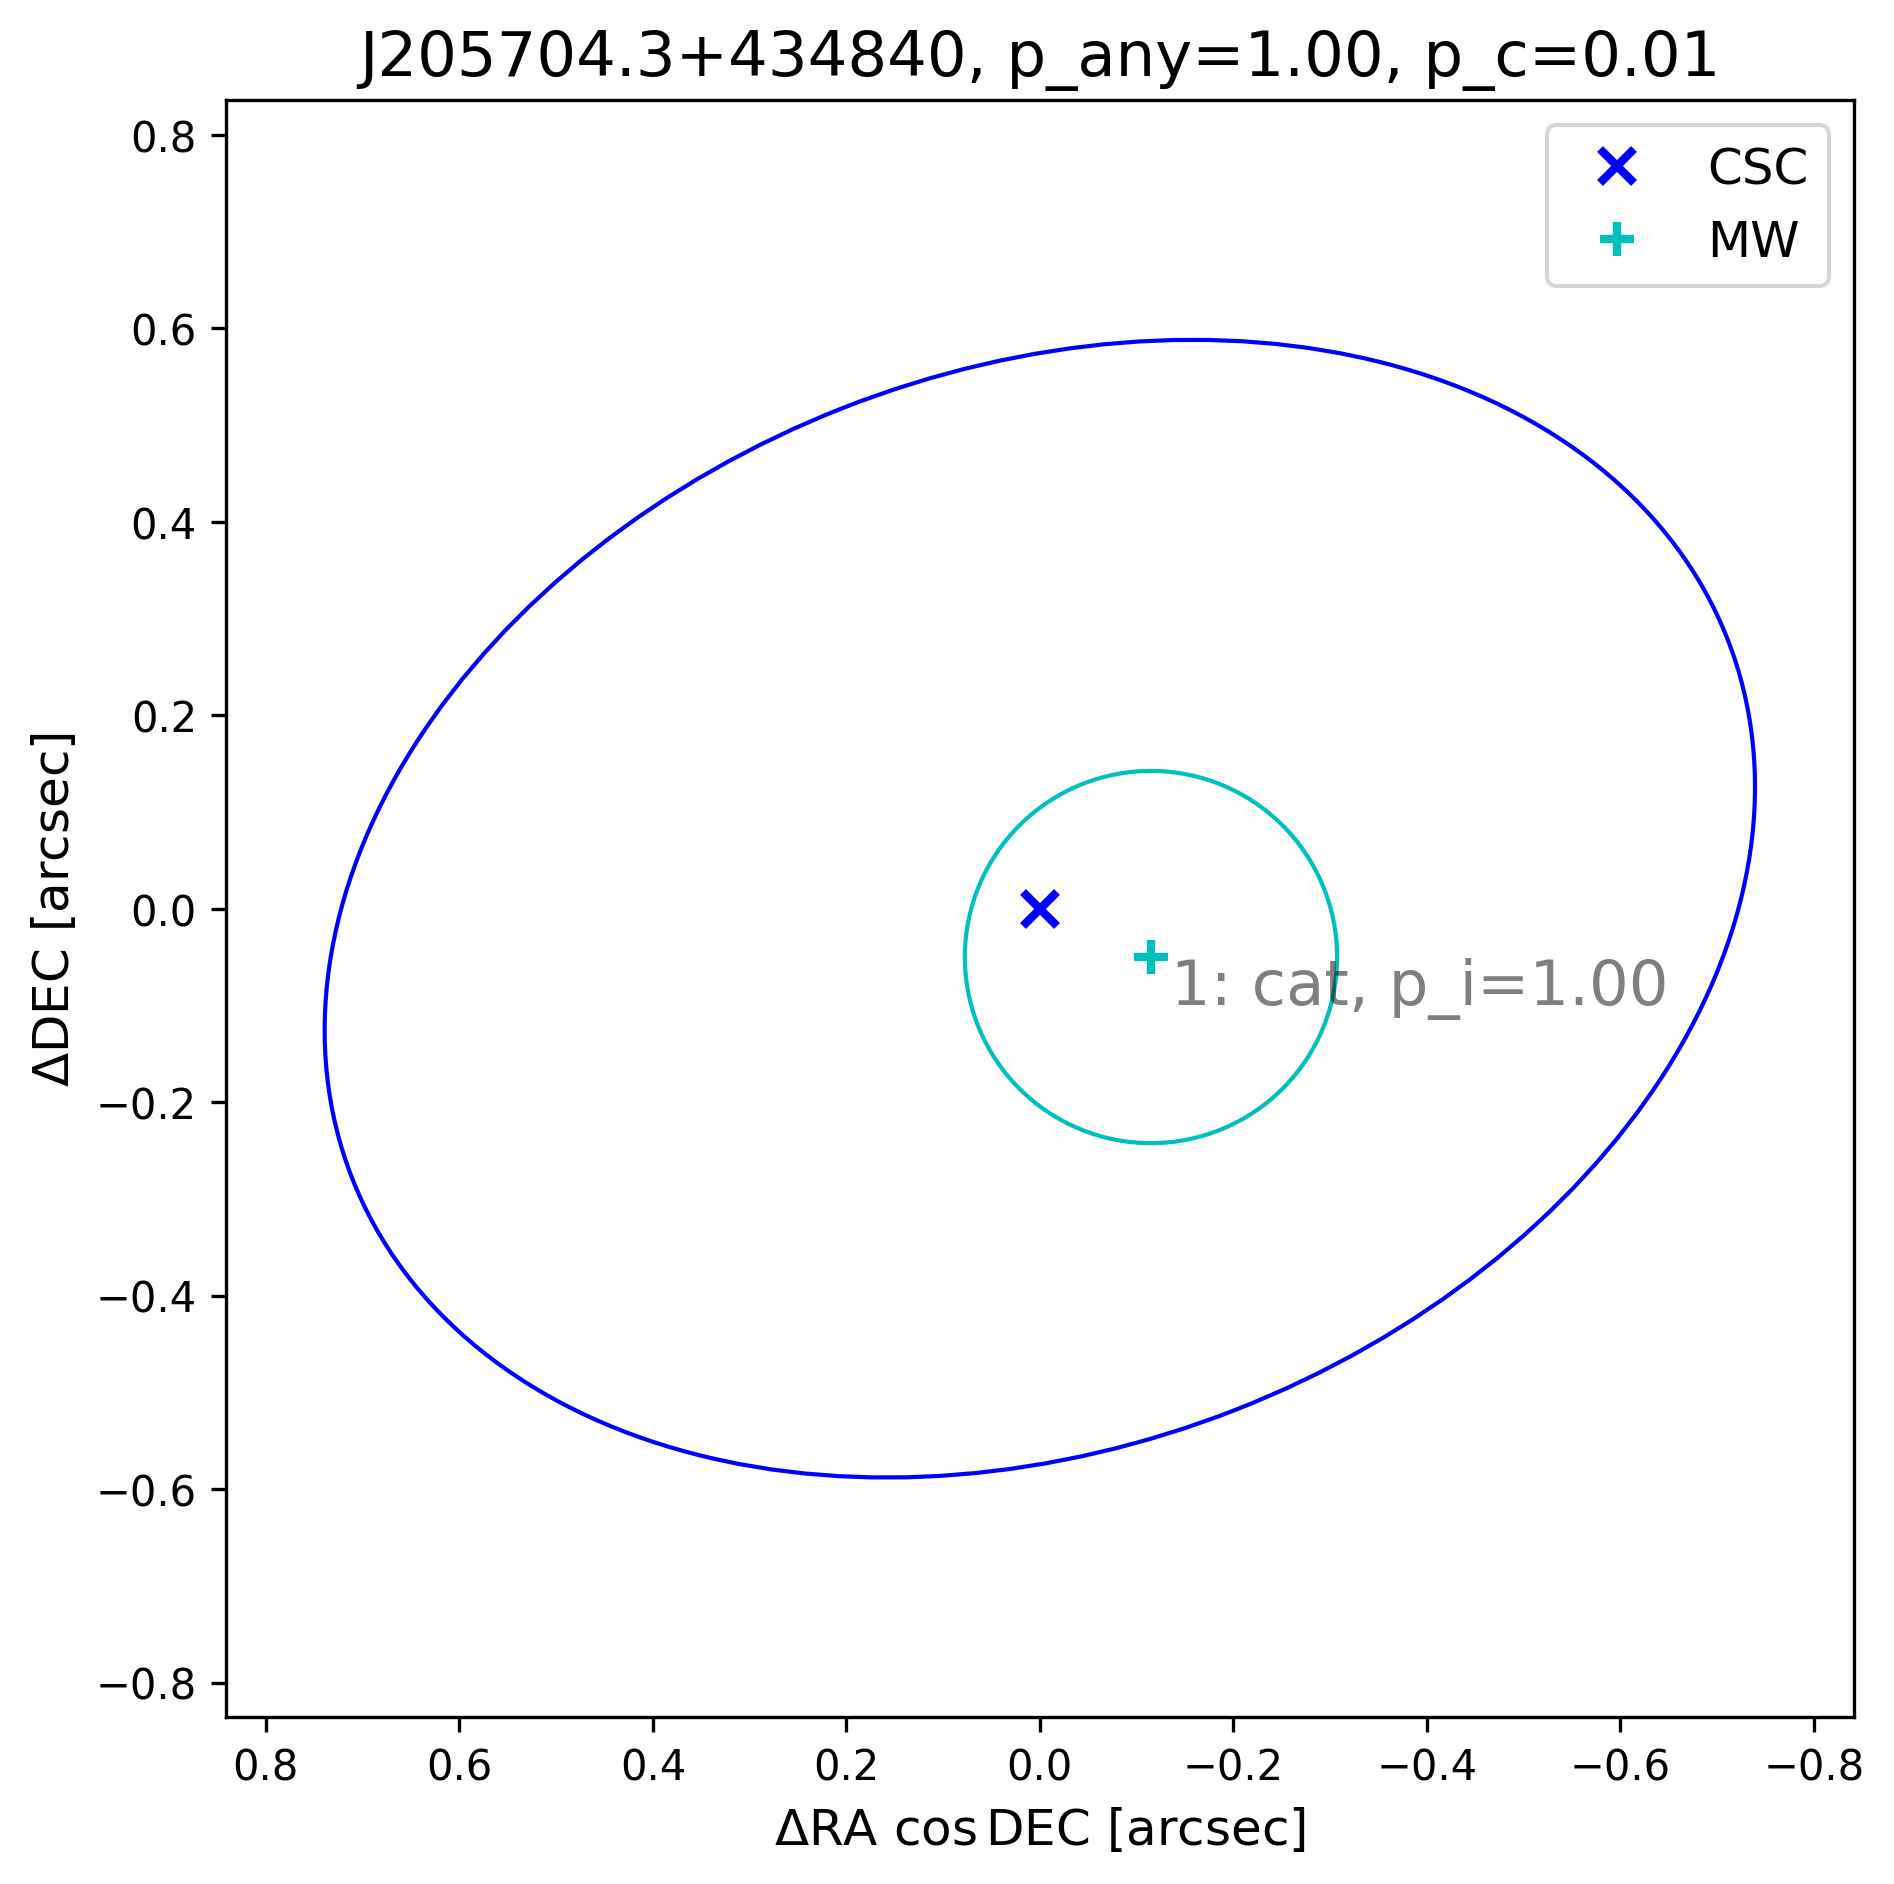 J205704.3+434840, p_any=1.00, p_c=0.01
CSC
MW
0.8
0.6
0.4
0.2
0.0
−0.2
−0.4
−0.6
−0.8
ΔDEC [arcsec]
1: cat, p_i=1.00
0.8 0.6 0.4 0.2 0.0 −0.2 −0.4 −0.6 −0.8
ΔRA cos DEC [arcsec]